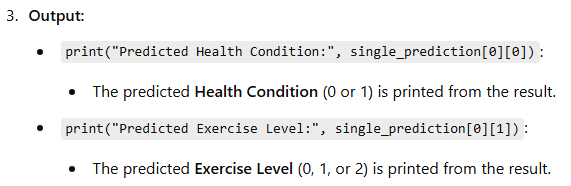 3. Output:
• print("Predicted Health Condition:", single_prediction[0][0]):
• The predicted Health Condition (0 or 1) is printed from the result.
• print("Predicted Exercise Level:", single_prediction[0][1]):
• The predicted Exercise Level (0, 1, or 2) is printed from the result.